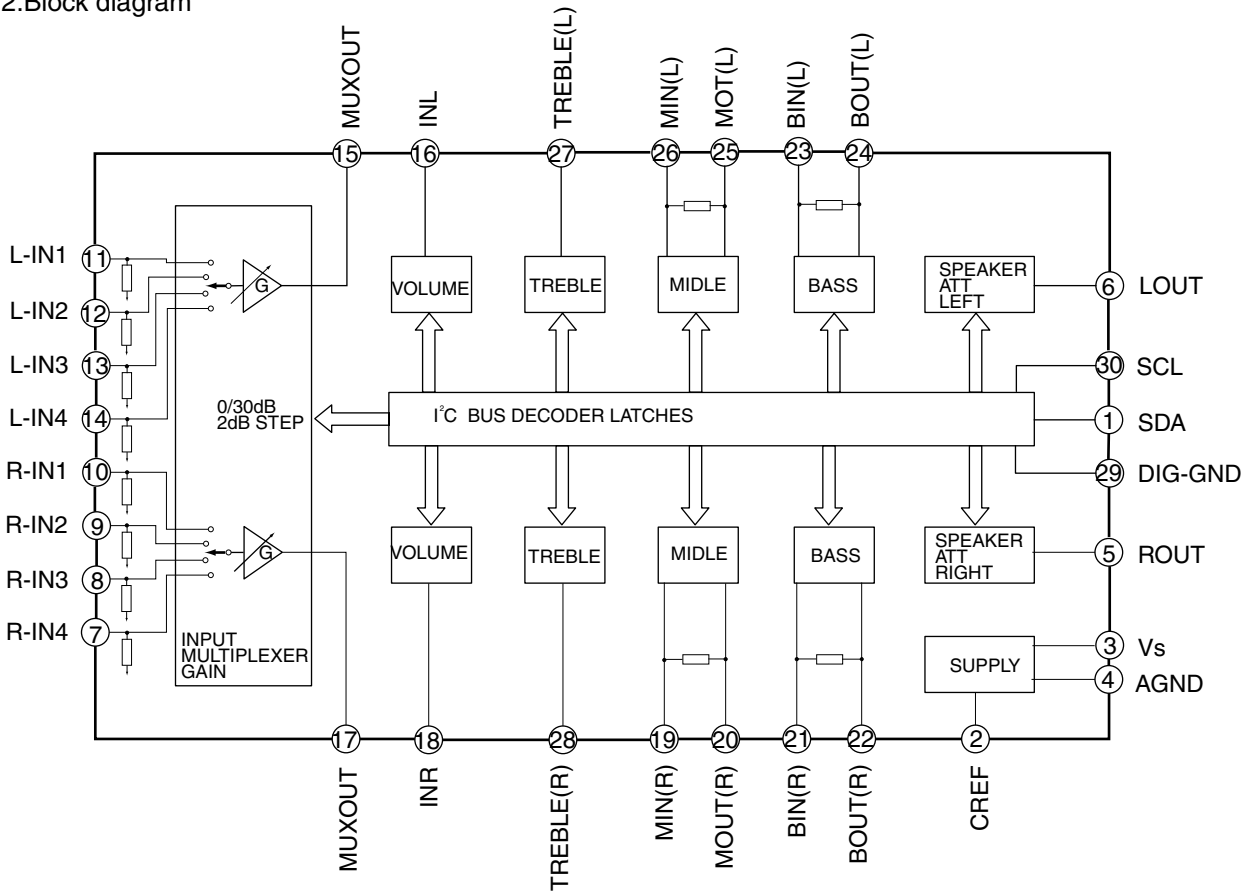 2.Block diagram
MUXOUT
INL
TREBLE(L)
MIN(L)
MOT(L)
BIN(L)
BOUT(L)
15
16
27
26
25
23
24
L-IN1
11
L-IN2
12
L-IN3
13
L-IN4
14
R-IN1
10
R-IN2
9
R-IN3
8
R-IN4
7
G
0/30dB
2dB STEP
G
INPUT
MULTIPLEXER
GAIN
VOLUME
TREBLE
MIDLE
BASS
SPEAKER
ATT
LEFT
I²C BUS DECODER LATCHES
VOLUME
TREBLE
MIDLE
BASS
SPEAKER
ATT
RIGHT
SUPPLY
6
LOUT
30
SCL
1
SDA
29
DIG-GND
5
ROUT
3
Vs
4
AGND
17
18
28
19
20
21
22
2
MUXOUT
INR
TREBLE(R)
MIN(R)
MOUT(R)
BIN(R)
BOUT(R)
CREF